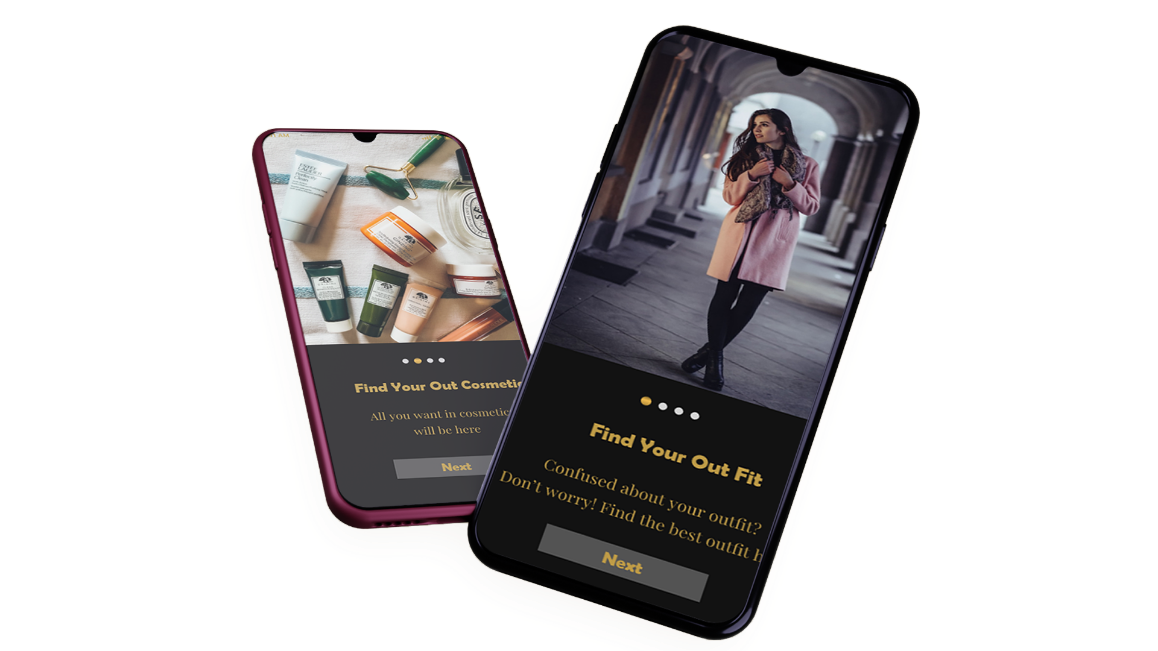 Find Your Out Cosmetic
All you want in cosmetic
will be here
Next
Find Your Out Fit
Confused about your outfit?
Don't worry! Find the best outfit h
Next